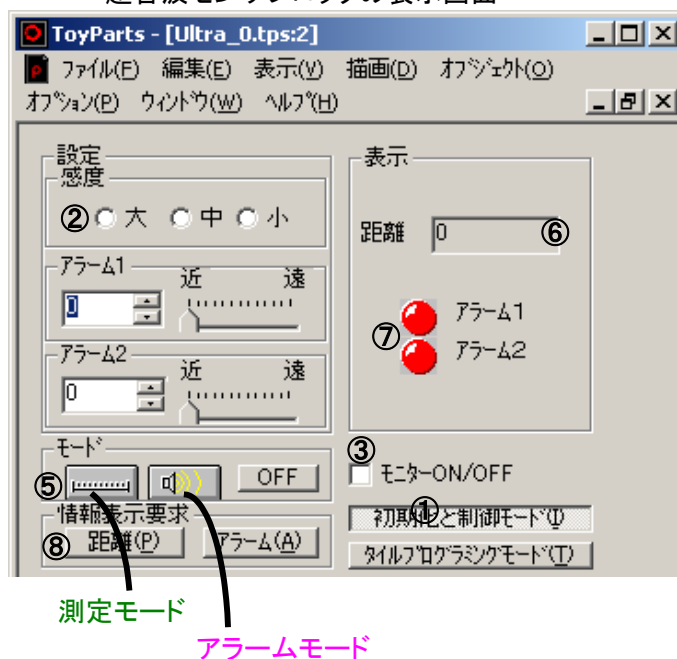 ToyParts - [Ultra_0.tps:2]
ﾌｧｲﾙ(F) 編集(E) 表示(V) 描画(D) ｵﾌﾞｼﾞｪｸﾄ(O)
ｵﾌﾟｼｮﾝ(P) ｳｨﾝﾄﾞｳ(W) ﾍﾙﾌﾟ(H)
設定
感度
② 大 中 小
アラーム1
近 遠
0
アラーム2
近 遠
0
ﾓｰﾄﾞ
⑤ OFF
情報表示要求
⑧ 距離(P) アラーム(A)
表示
距離 0 ⑥
⑦ アラーム1
アラーム2
③
ﾓﾆﾀｰON/OFF
初期化と制御ﾓｰﾄﾞ(I) ①
ﾀｲﾙﾌﾟﾛｸﾞﾗﾐﾝｸﾞﾓｰﾄﾞ(T)
測定モード
アラームモード